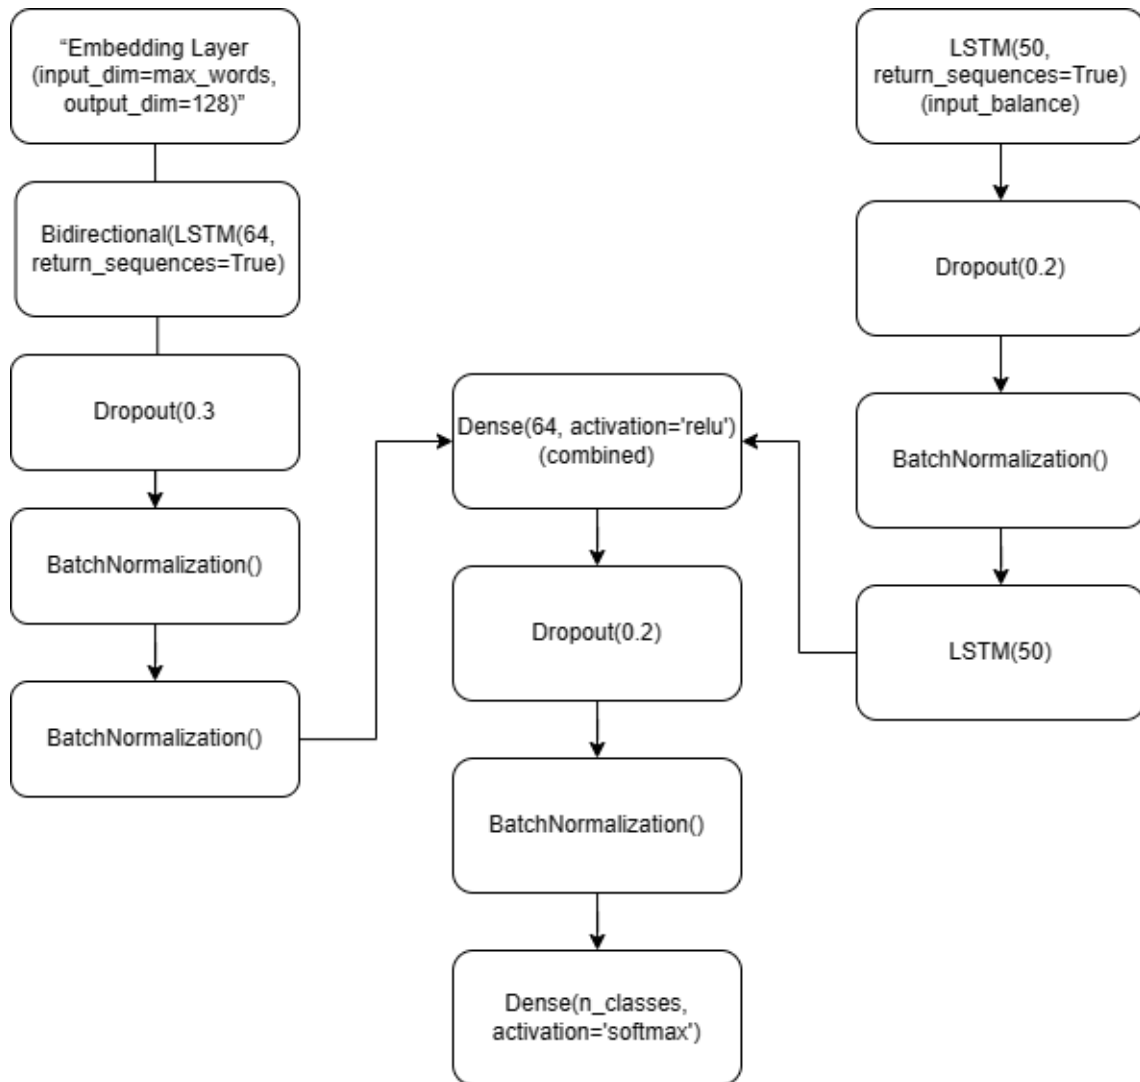 “Embedding Layer
(input_dim=max_words,
output_dim=128)”
Bidirectional(LSTM(64,
return_sequences=True)
Dropout(0.3
BatchNormalization()
BatchNormalization()
Dense(64, activation='relu')
(combined)
Dropout(0.2)
BatchNormalization()
Dense(n_classes,
activation='softmax')
LSTM(50,
return_sequences=True)
(input_balance)
Dropout(0.2)
BatchNormalization()
LSTM(50)